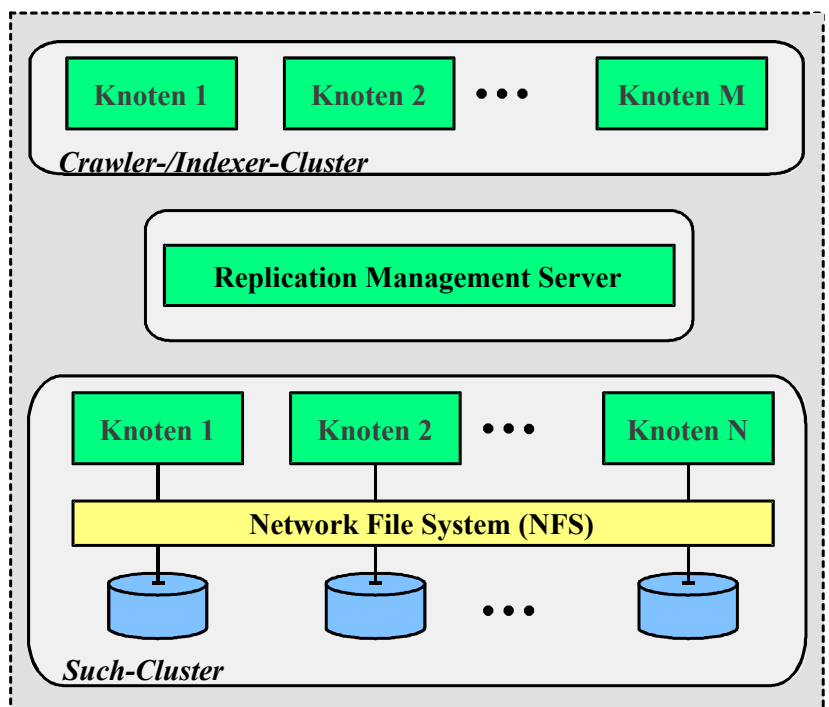 Knoten 1 Knoten 2 ••• Knoten M
Crawler-/Indexer-Cluster
Replication Management Server
Knoten 1 Knoten 2 ••• Knoten N
Network File System (NFS)
•••
Such-Cluster